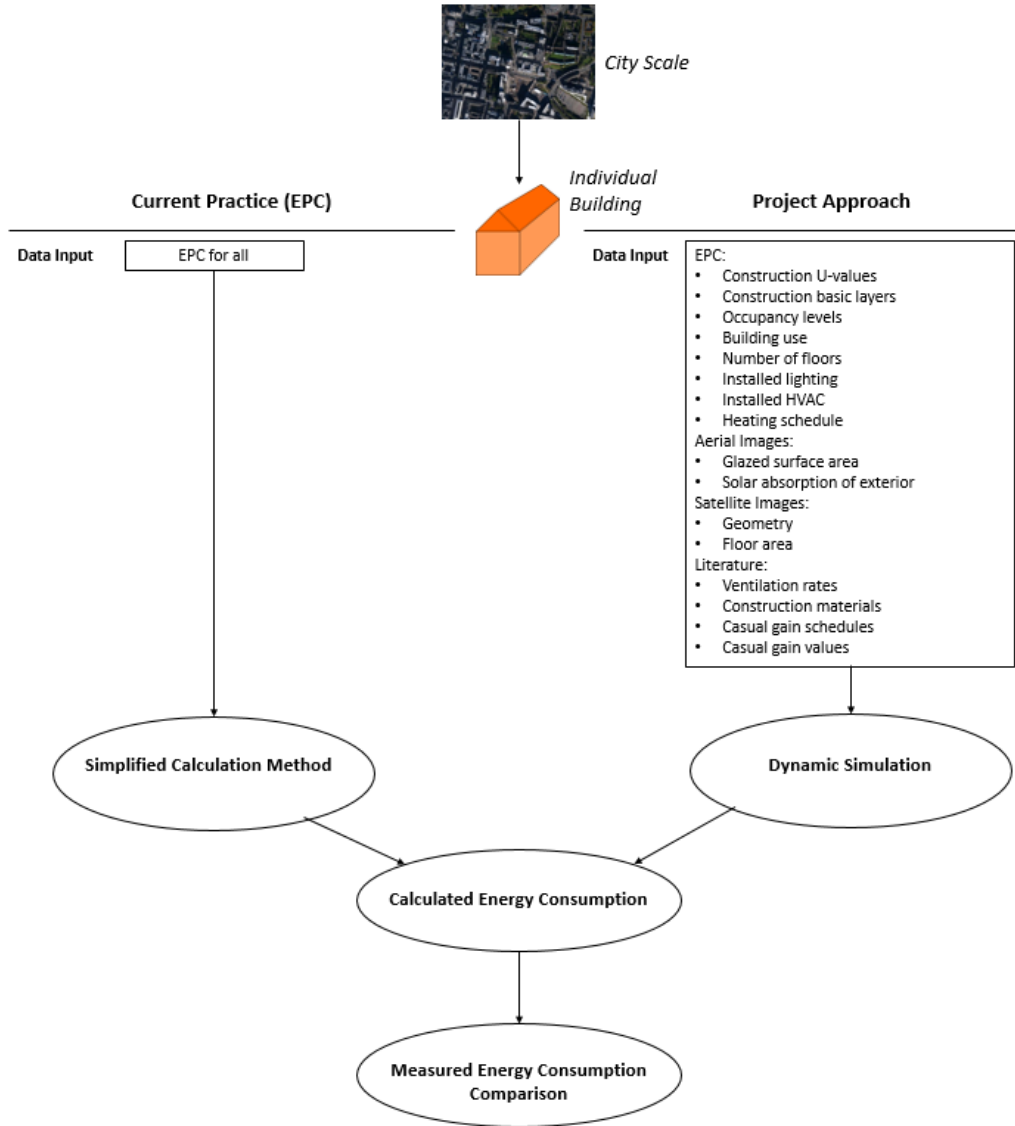 City Scale
Individual
Building
Current Practice (EPC)
Data Input
EPC for all
Project Approach
Data Input
EPC:
• Construction U-values
• Construction basic layers
• Occupancy levels
• Building use
• Number of floors
• Installed lighting
• Installed HVAC
• Heating schedule
Aerial Images:
• Glazed surface area
• Solar absorption of exterior
Satellite Images:
• Geometry
• Floor area
Literature:
• Ventilation rates
• Construction materials
• Casual gain schedules
• Casual gain values
Simplified Calculation Method
Dynamic Simulation
Calculated Energy Consumption
Measured Energy Consumption
Comparison